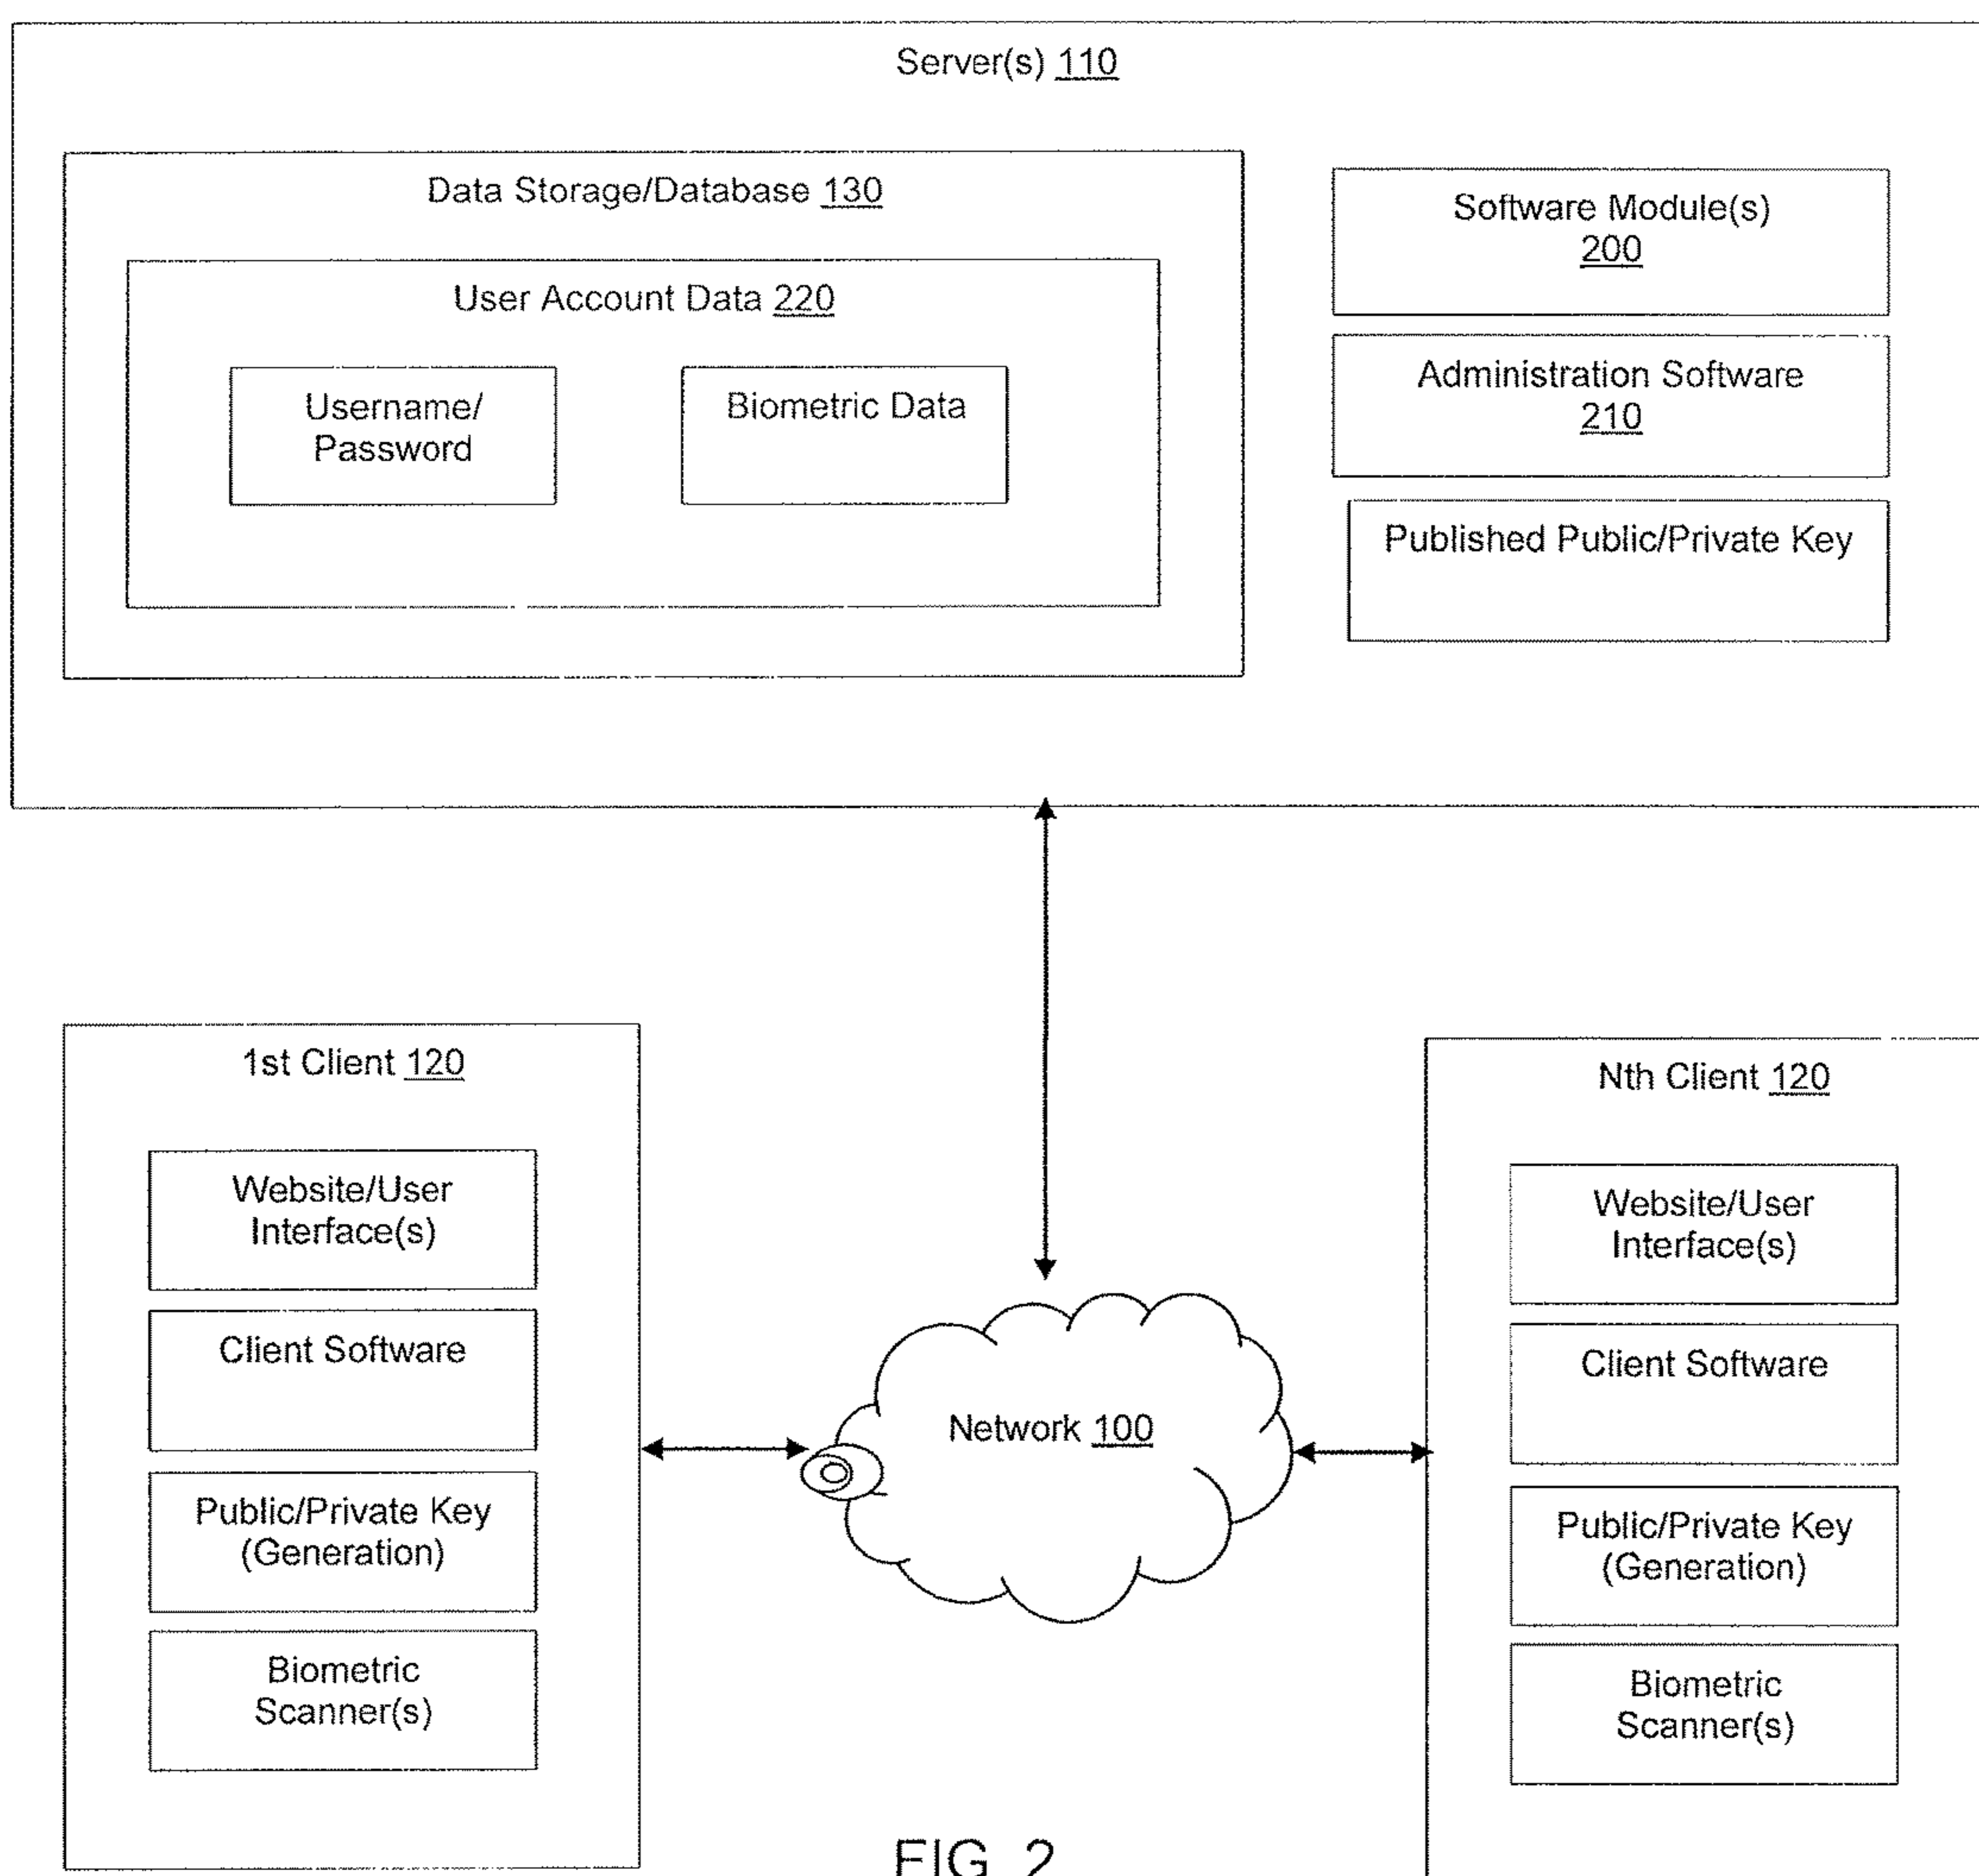 Server(s) 110
Data Storage/Database 130
User Account Data 220
Username/
Password
Biometric Data
Software Module(s)
200
Administration Software
210
Published Public/Private Key
1st Client 120
Website/User
Interface(s)
Client Software
Public/Private Key
(Generation)
Biometric
Scanner(s)
Network 100
Nth Client 120
Website/User
Interface(s)
Client Software
Public/Private Key
(Generation)
Biometric
Scanner(s)
FIG. 2